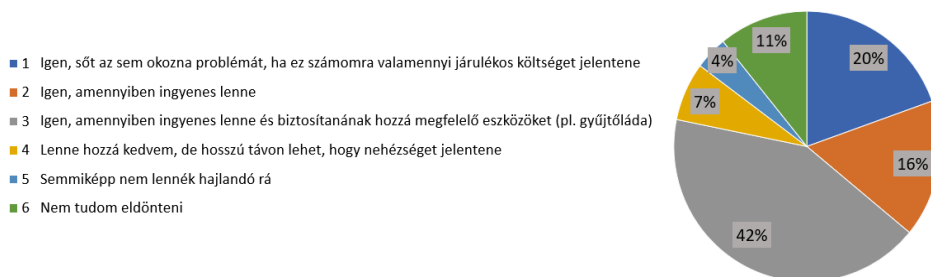 1 Igen, sőt az sem okozna problémát, ha ez számomra valamennyi járulékos költséget jelentene
2 Igen, amennyiben ingyenes lenne
3 Igen, amennyiben ingyenes lenne és biztosítanának hozzá megfelelő eszközöket (pl. gyűjtőláda)
4 Lenne hozzá kedvem, de hosszú távon lehet, hogy nehézséget jelentene
5 Semmiképp nem lennék hajlandó rá
6 Nem tudom eldönteni
11%
20%
4%
7%
16%
42%